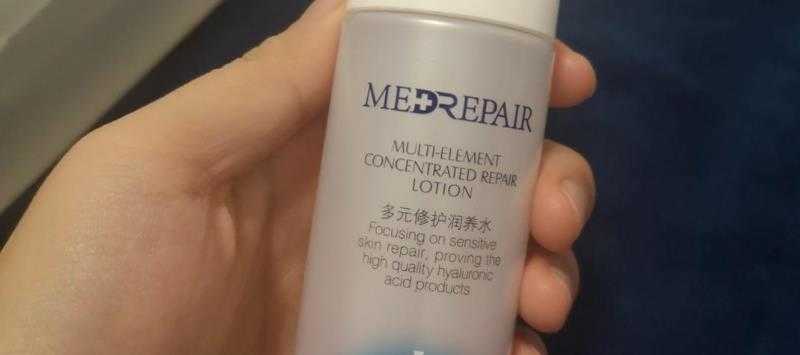 MEDREPAIR
MULTI-ELEMENT
CONCENTRATED REPAIR
LOTION
多元修护润养水
Focusing on sensitive
skin repair, proving the
high quality hyaluronic
acid products